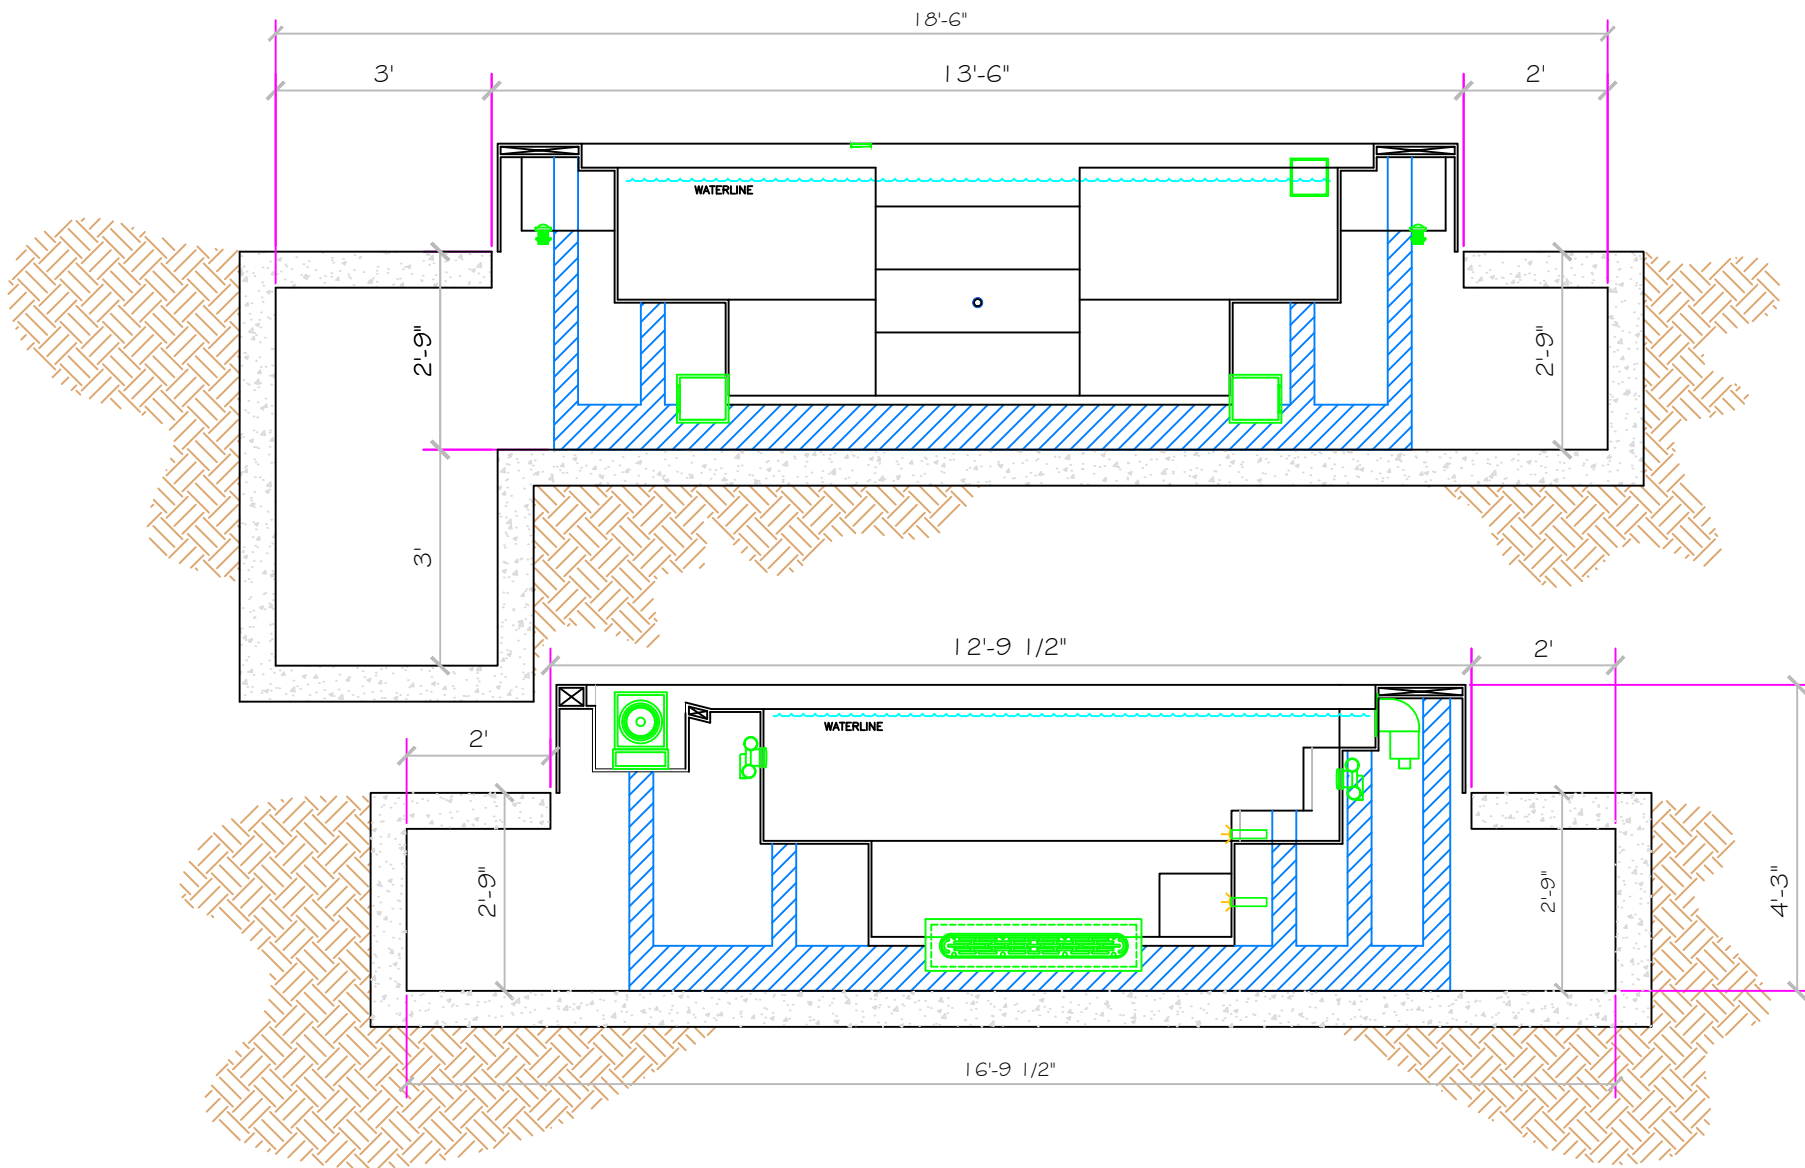 18'-6"
3' 13'-6" 2'
WATERLINE
2'-9" 2'-9"
3'
12'-9 1/2" 2'
WATERLINE
2'
2'-9" 2'-9" 4'-3"
16'-9 1/2"